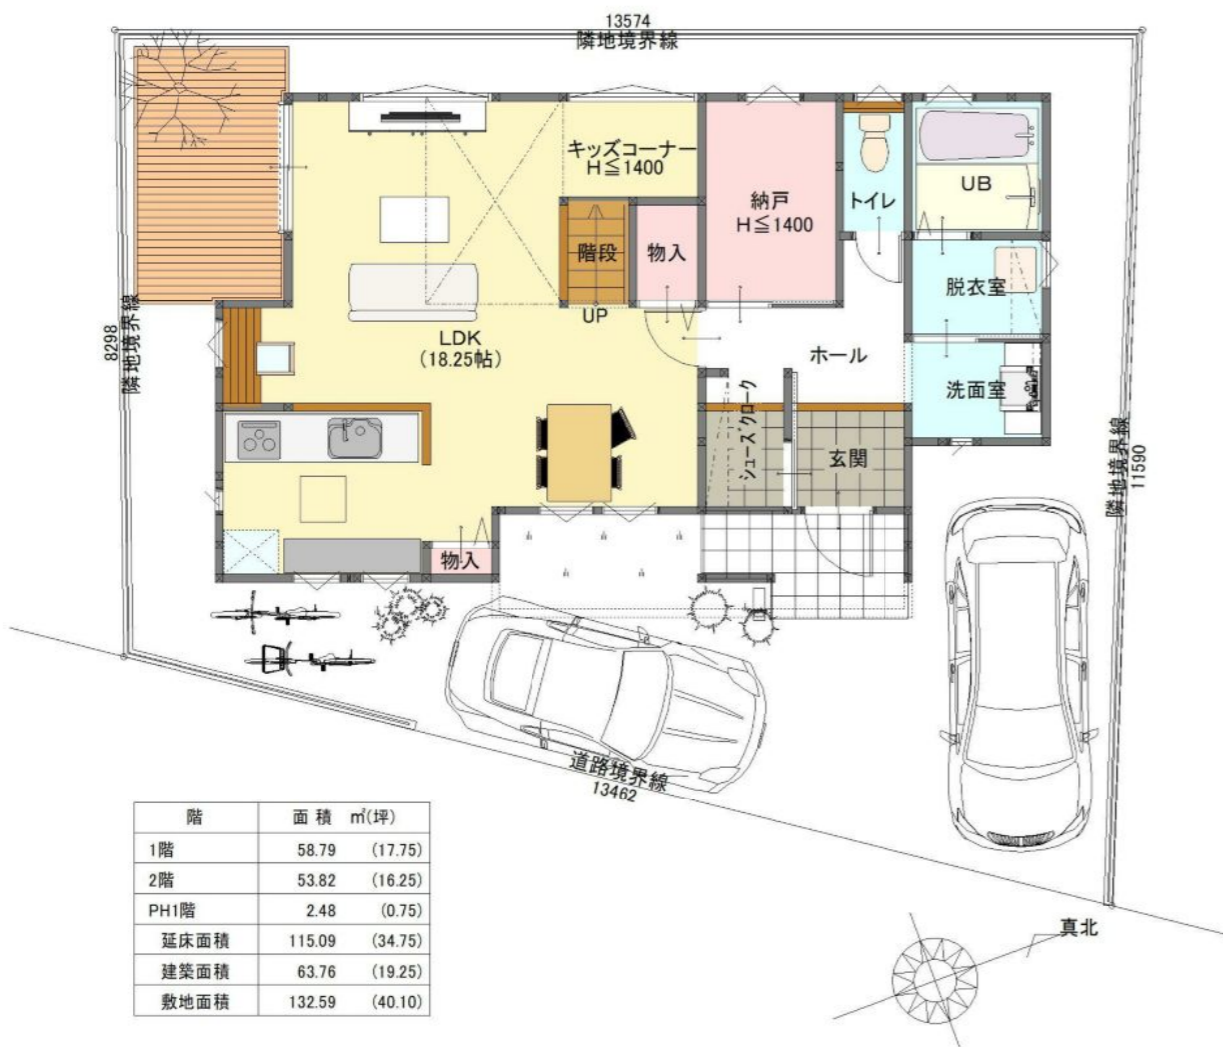 13574
隣地境界線
キッズコーナー
H≦1400
納戸
H≦1400
トイレ
UB
階段
物入
脱衣室
UP
8298
隣地境界線
LDK
(18.25帖)
ホール
洗面室
シューズクローク
玄関
隣地境界線
11590
物入
道路境界線
13462
階 面積 ㎡(坪)
1階 58.79 (17.75)
2階 53.82 (16.25)
PH1階 2.48 (0.75)
延床面積 115.09 (34.75)
建築面積 63.76 (19.25)
敷地面積 132.59 (40.10)
真北